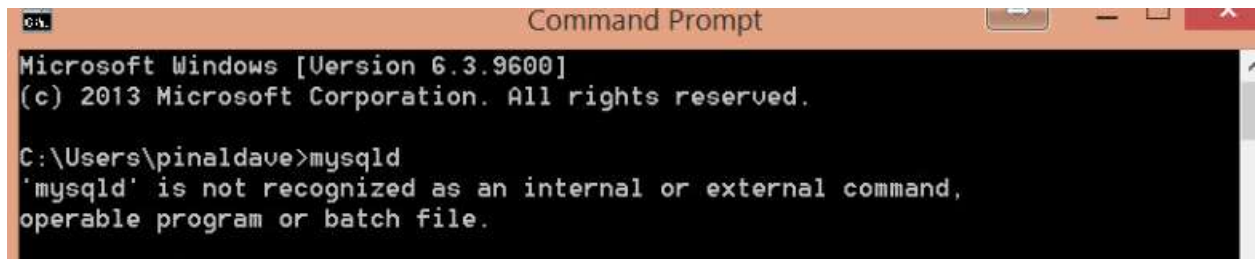 Command Prompt
Microsoft Windows [Version 6.3.9600]
(c) 2013 Microsoft Corporation. All rights reserved.
C:\Users\pinaldave>mysqld
'mysqld' is not recognized as an internal or external command,
operable program or batch file.